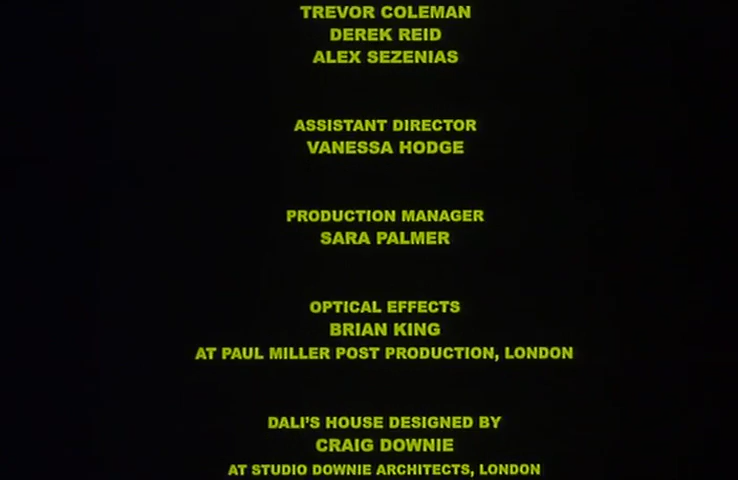 TREVOR COLEMAN
DEREK REID
ALEX SEZENIAS
ASSISTANT DIRECTOR
VANESSA HODGE
PRODUCTION MANAGER
SARA PALMER
OPTICAL EFFECTS
BRIAN KING
AT PAUL MILLER POST PRODUCTION, LONDON
DALI'S HOUSE DESIGNED BY
CRAIG DOWNIE
AT STUDIO DOWNIE ARCHITECTS, LONDON